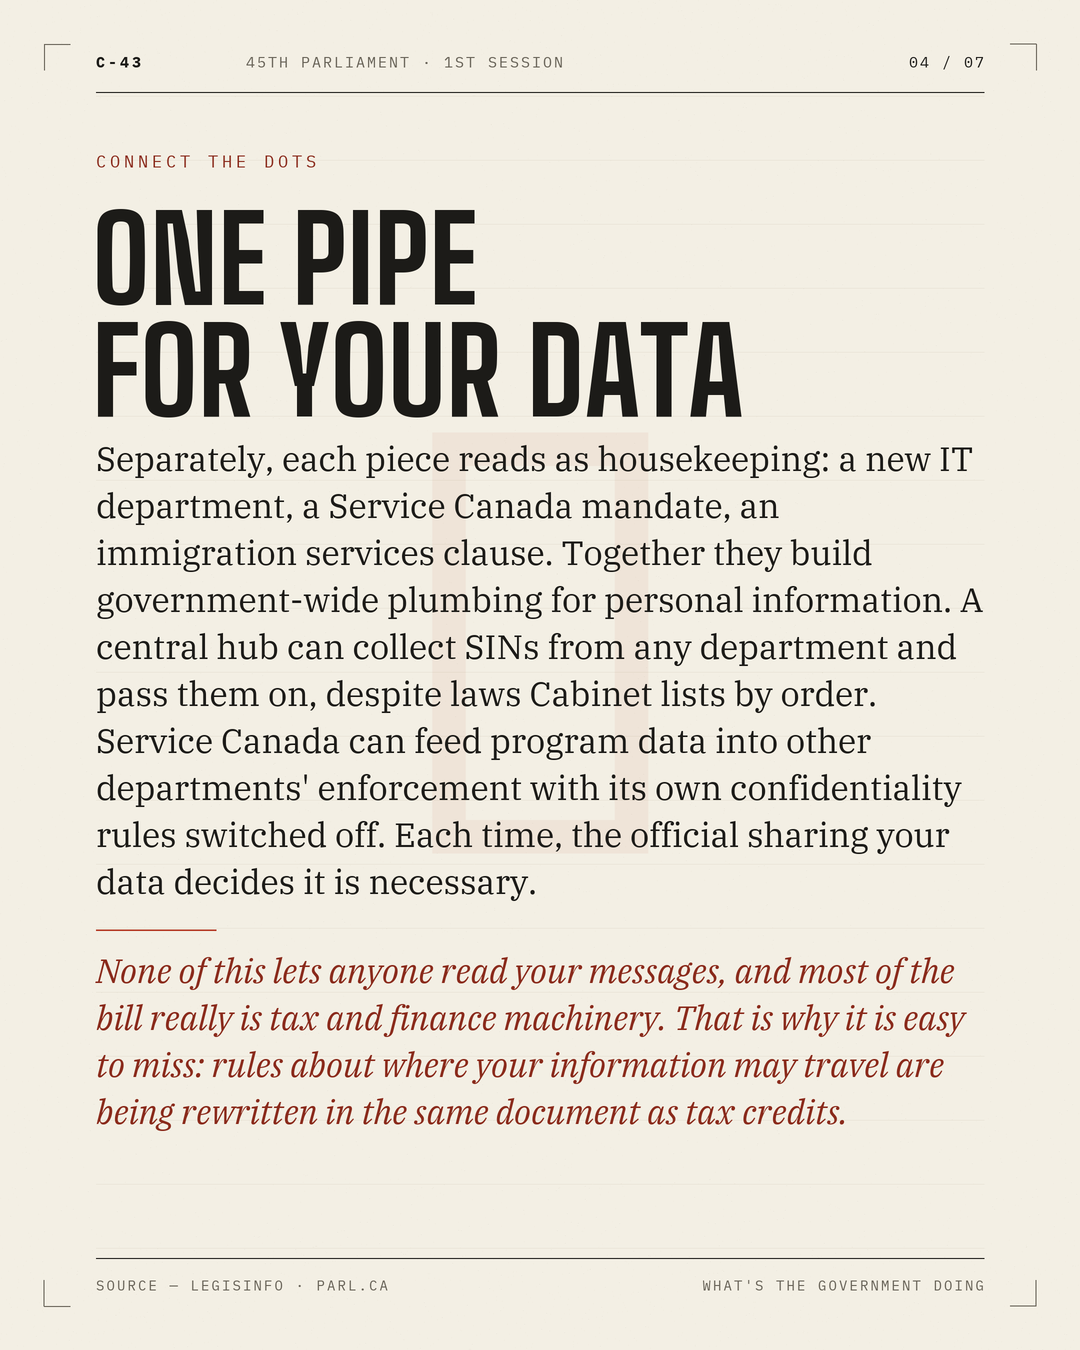 C-43 45TH PARLIAMENT · 1ST SESSION 04 / 07
CONNECT THE DOTS
ONE PIPE
FOR YOUR DATA
Separately, each piece reads as housekeeping: a new IT
department, a Service Canada mandate, an
immigration services clause. Together they build
government-wide plumbing for personal information. A
central hub can collect SINs from any department and
pass them on, despite laws Cabinet lists by order.
Service Canada can feed program data into other
departments' enforcement with its own confidentiality
rules switched off. Each time, the official sharing your
data decides it is necessary.
None of this lets anyone read your messages, and most of the
bill really is tax and finance machinery. That is why it is easy
to miss: rules about where your information may travel are
being rewritten in the same document as tax credits.
SOURCE — LEGISINFO · PARL.CA WHAT'S THE GOVERNMENT DOING